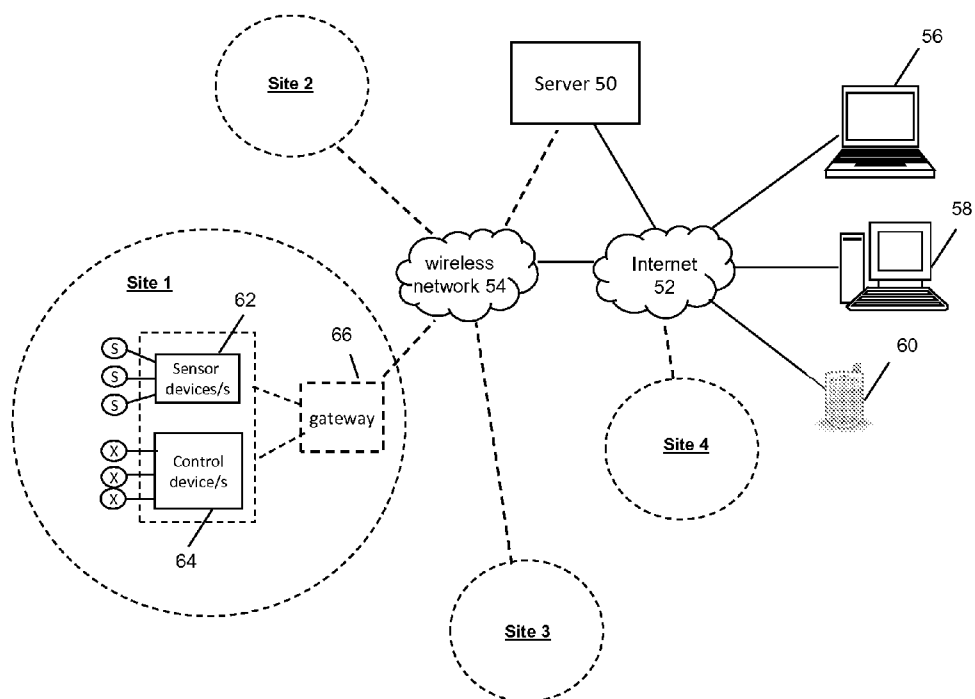 56
Site 2
Server 50
58
Site 1
wireless
network 54
Internet
52
62
66
60
S
S
S
Sensor
devices/s
gateway
Site 4
X
X
X
Control
device/s
64
Site 3